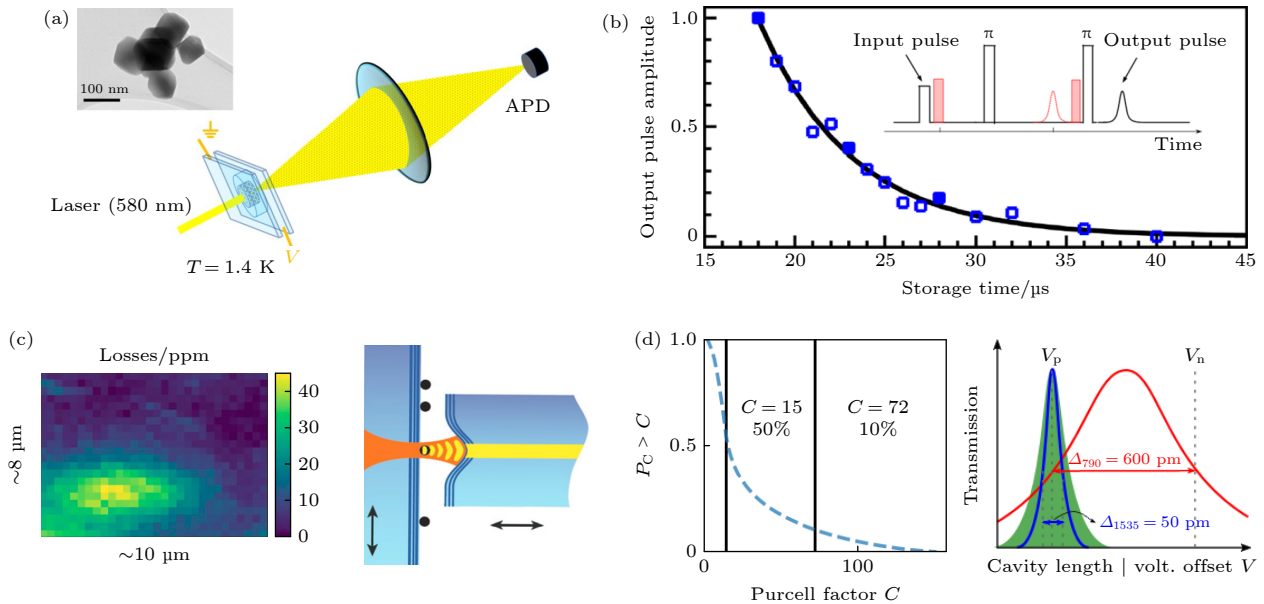 (a)
100 nm
APD
Laser (580 nm)
V
T = 1.4 K
(b)
Output pulse amplitude
1.0
0.5
0
15
20
25
30
35
40
45
Storage time/µs
Input pulse
π
π
Output pulse
Time
(c)
Losses/ppm
40
30
20
10
0
~8 µm
~10 µm
(d)
P_C > C
1.0
0.5
0
0
100
C = 15
50%
C = 72
10%
Purcell factor C
Transmission
V_p
V_n
Δ_790 = 600 pm
Δ_1535 = 50 pm
Cavity length | volt. offset V